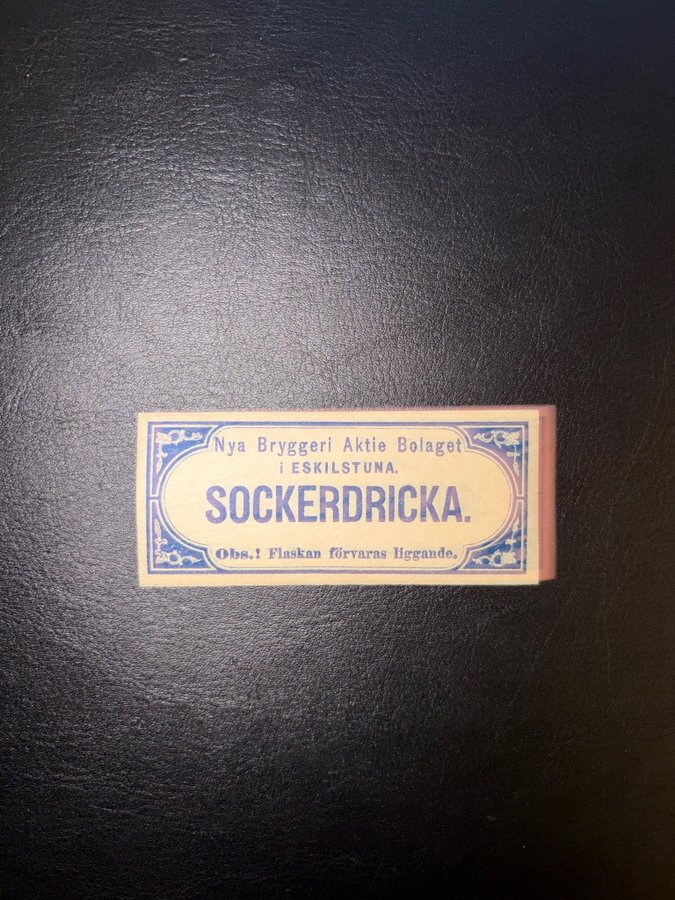 Nya Bryggeri Aktie Bolaget
i ESKILSTUNA.
SOCKERDRICKA.
Obs.! Flaskan förvaras liggande.